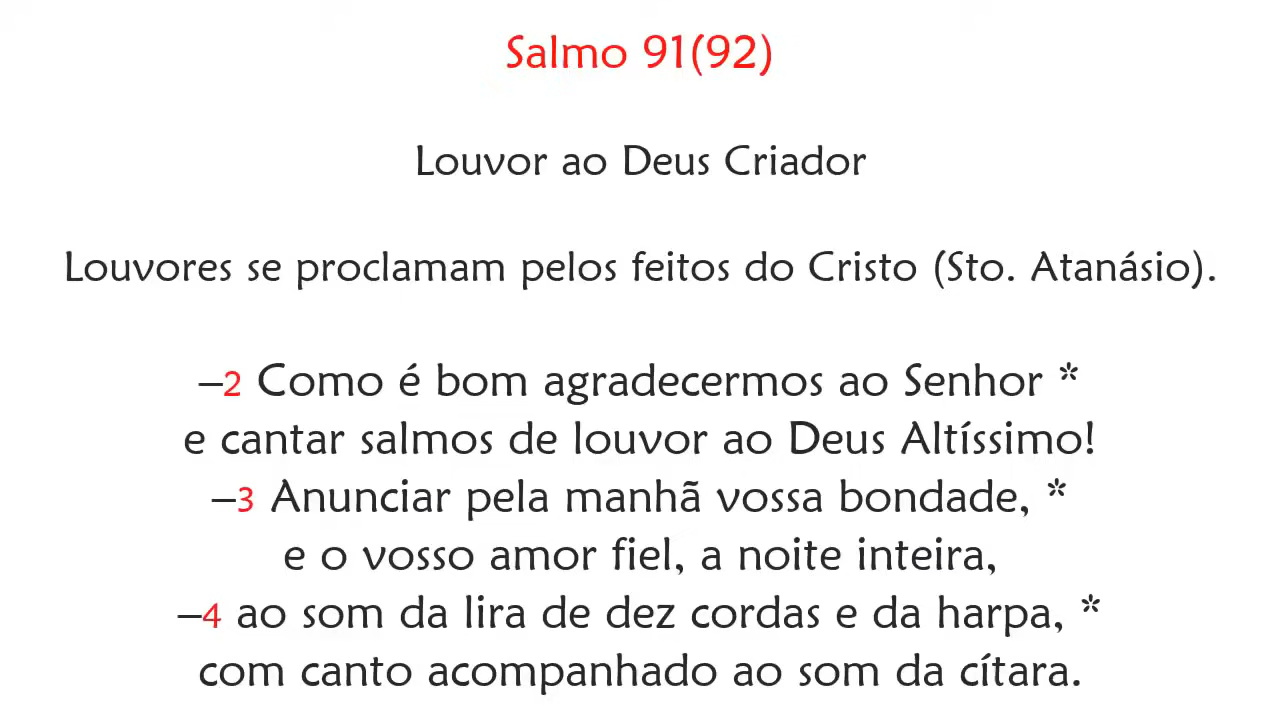 Salmo 91(92)
Louvor ao Deus Criador
Louvores se proclamam pelos feitos do Cristo (Sto. Atanásio).
–2 Como é bom agradecermos ao Senhor *
e cantar salmos de louvor ao Deus Altíssimo!
–3 Anunciar pela manhã vossa bondade, *
e o vosso amor fiel, a noite inteira,
–4 ao som da lira de dez cordas e da harpa, *
com canto acompanhado ao som da cítara.